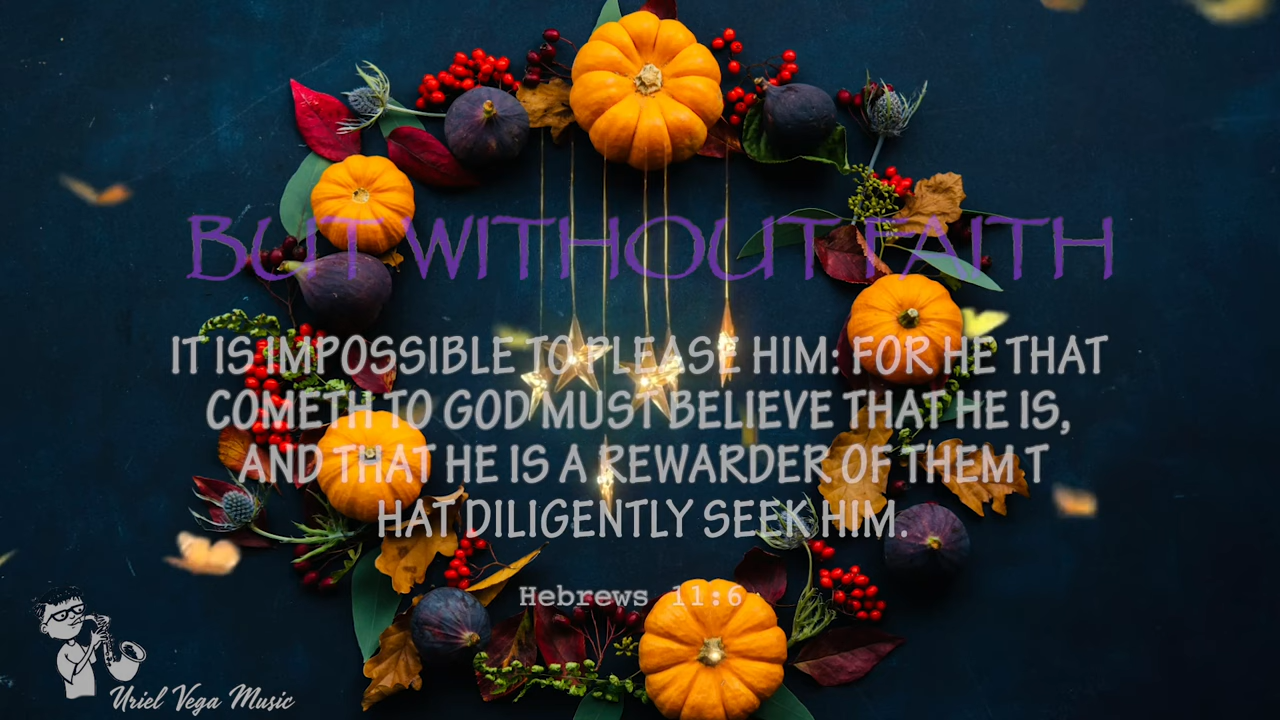 BUT WITHOUT FAITH
IT IS IMPOSSIBLE TO PLEASE HIM: FOR HE THAT
COMETH TO GOD MUST BELIEVE THAT HE IS,
AND THAT HE IS A REWARDER OF THEM T
HAT DILIGENTLY SEEK HIM.
Hebrews 11:6
Uriel Vega Music